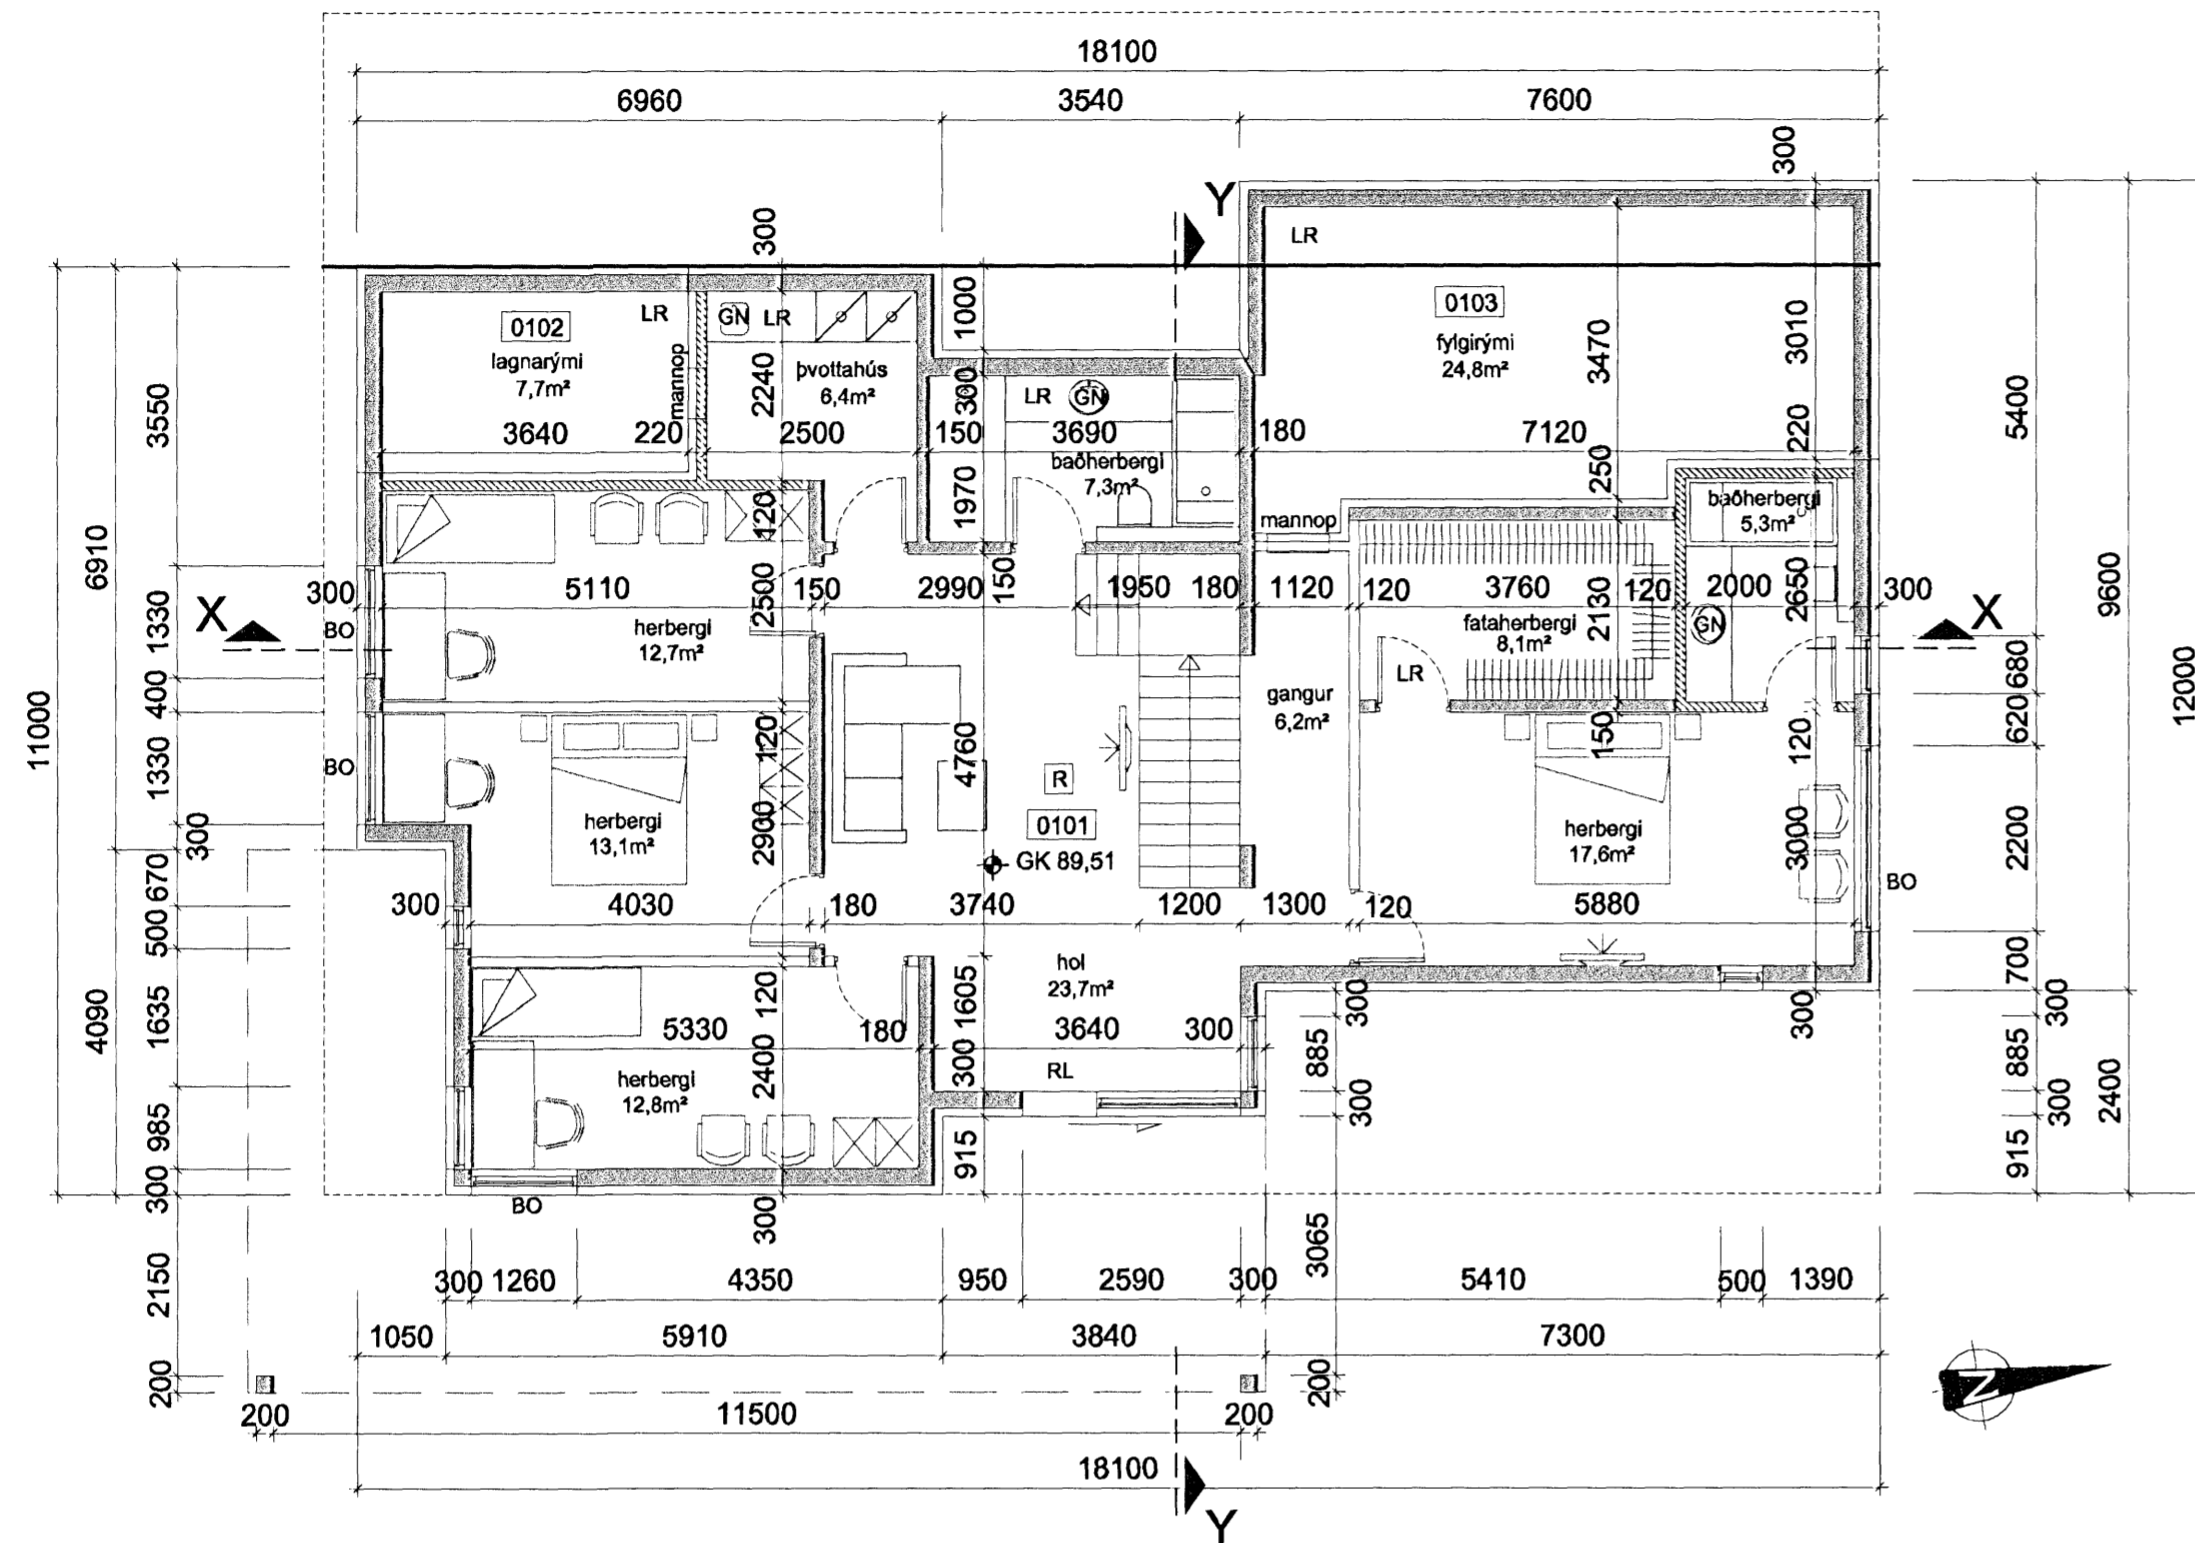 18100
6960 3540 7600
300
Y
300
LR
0102 LR GN LR 1000 0103 3010
lagnarými mannop þvottahús fylgirými
7,7m² 2240 6,4m² 300 LR GN 24,8m² 3470
3550 5400
3640 220 2500 150 3690 180 7120 220
baðherbergi
7,3m² 250
120 1970 mannop baðherbergi
5,3m²
6910 9600
300 5110 2500 150 2990 150 1950 180 1120 120 3760 2130 120 2000 2650 300
X BO 1330 herbergi fataherbergi GN X
12,7m² 8,1m²
LR 680
11000 400 gangur 12000
6,2m²
120 150 120 620
1330 BO 4760 R
herbergi 0101 herbergi
300 13,1m² 2900 GK 89,51 17,6m² 3000 2200
670 BO
300 4030 180 3740 1200 1300 120 5880
500
hol 700
4090 1635 120 1605 23,7m² 300 300 300
5330 180 3640 300
herbergi 2400 300 RL 885 885
12,8m² 2400
985 300 300
915 915
300 BO 300
3065
2150 300 1260 4350 950 2590 300 5410 500 1390
1050 5910 3840 7300
200 200
N
200 11500 200
18100
Y